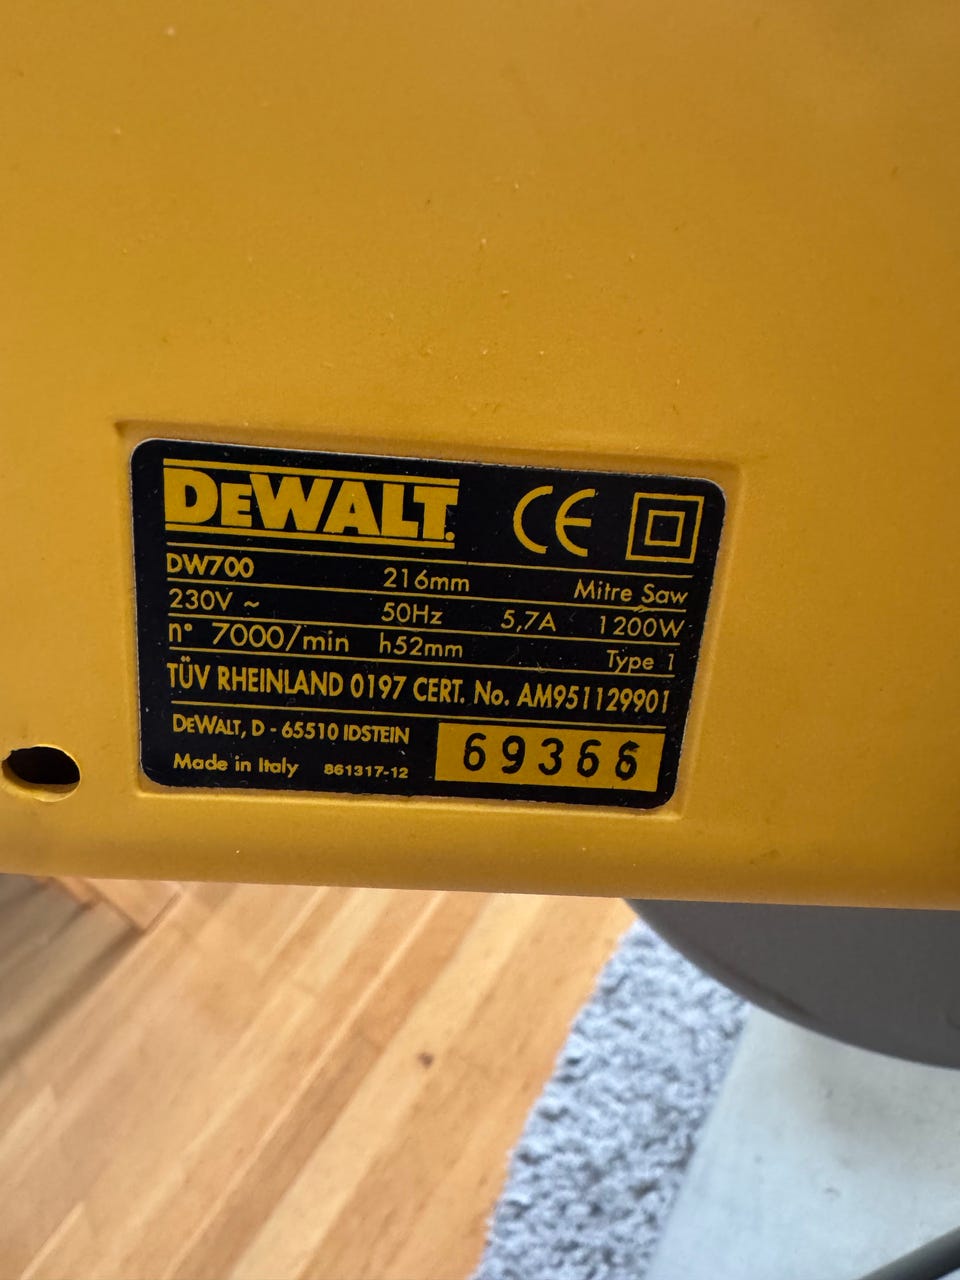 DEWALT. CE
DW700 216mm Mitre Saw
230V ~ 50Hz 5,7A 1200W
n° 7000/min h52mm Type 1
TÜV RHEINLAND 0197 CERT. No. AM951129901
DEWALT, D - 65510 IDSTEIN
Made in Italy 861317-12
69366